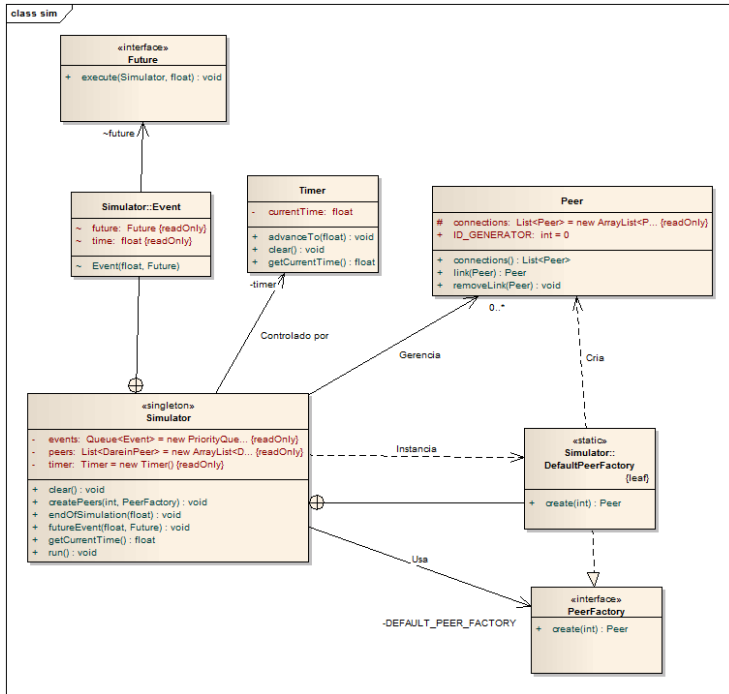 class sim
«interface»
Future
+ execute(Simulator, float) : void
~future
Simulator::Event
~ future: Future {readOnly}
~ time: float {readOnly}
~ Event(float, Future)
Timer
- currentTime: float
+ advanceTo(float) : void
+ clear() : void
+ getCurrentTime() : float
-timer
Peer
# connections: List<Peer> = new ArrayList<P... {readOnly}
+ ID_GENERATOR: int = 0
+ connections() : List<Peer>
+ link(Peer) : Peer
+ removeLink(Peer) : void
0..*
Controlado por
Gerencia
Cria
«singleton»
Simulator
- events: Queue<Event> = new PriorityQue... {readOnly}
- peers: List<DareinPeer> = new ArrayList<D... {readOnly}
- timer: Timer = new Timer() {readOnly}
+ clear() : void
+ createPeers(int, PeerFactory) : void
+ endOfSimulation(float) : void
+ futureEvent(float, Future) : void
+ getCurrentTime() : float
+ run() : void
Instancia
«static»
Simulator::
DefaultPeerFactory
{leaf}
+ create(int) : Peer
Usa
-DEFAULT_PEER_FACTORY
«interface»
PeerFactory
+ create(int) : Peer